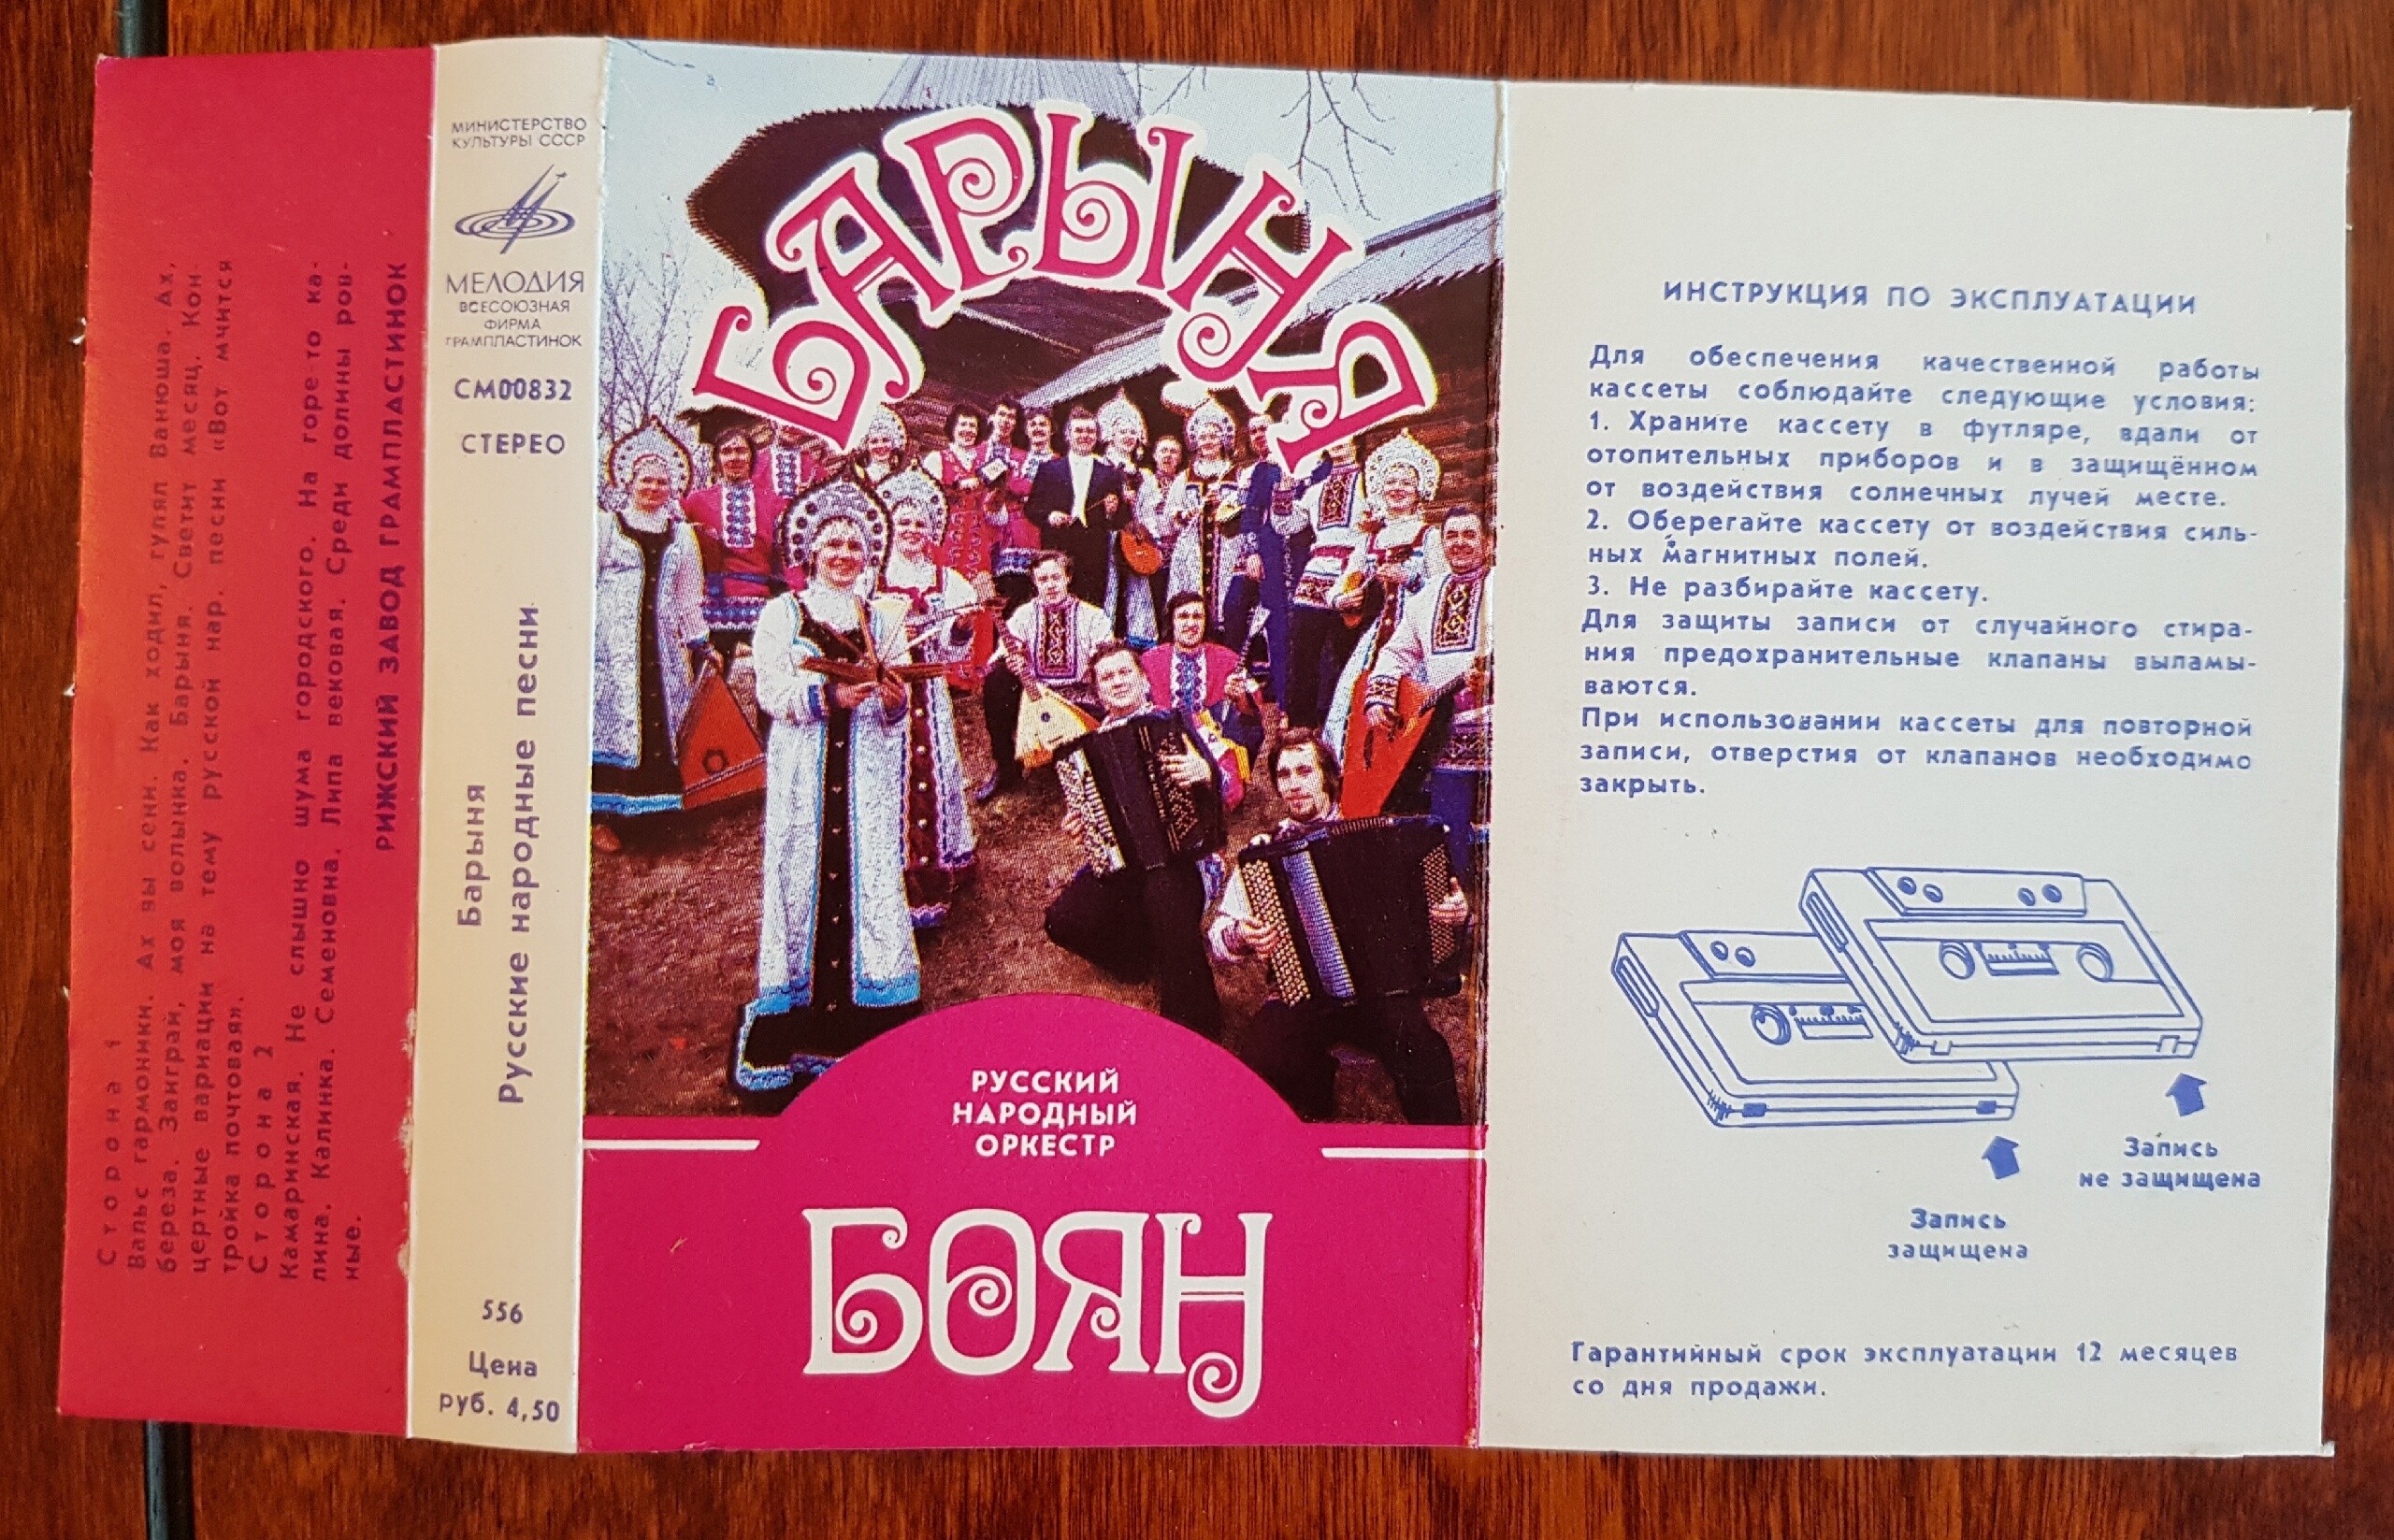 Сторона 1
Вальс гармоники. Ах вы сени. Как ходил, гулял Ванюша. Ах,
береза. Заиграй, моя волынка. Барыня. Светит месяц. Кон-
цертные вариации на тему русской нар. песни «Вот мчится
тройка почтовая».
Сторона 2
Камаринская. Не слышно шума городского. На горе-то ка-
лина. Калинка. Семеновна. Липа вековая. Среди долины ров-
ные.
РИЖСКИЙ ЗАВОД ГРАМПЛАСТИНОК
МИНИСТЕРСТВО
КУЛЬТУРЫ СССР
МЕЛОДИЯ
ВСЕСОЮЗНАЯ
ФИРМА
ГРАМПЛАСТИНОК
СМ00832
СТЕРЕО
Барыня
Русские народные песни
556
Цена
руб. 4,50
БАРЫНЯ
РУССКИЙ
НАРОДНЫЙ
ОРКЕСТР
БОЯН
ИНСТРУКЦИЯ ПО ЭКСПЛУАТАЦИИ
Для обеспечения качественной работы
кассеты соблюдайте следующие условия:
1. Храните кассету в футляре, вдали от
отопительных приборов и в защищённом
от воздействия солнечных лучей месте.
2. Оберегайте кассету от воздействия силь-
ных магнитных полей.
3. Не разбирайте кассету.
Для защиты записи от случайного стира-
ния предохранительные клапаны выламы-
ваются.
При использовании кассеты для повторной
записи, отверстия от клапанов необходимо
закрыть.
Запись
не защищена
Запись
защищена
Гарантийный срок эксплуатации 12 месяцев
со дня продажи.